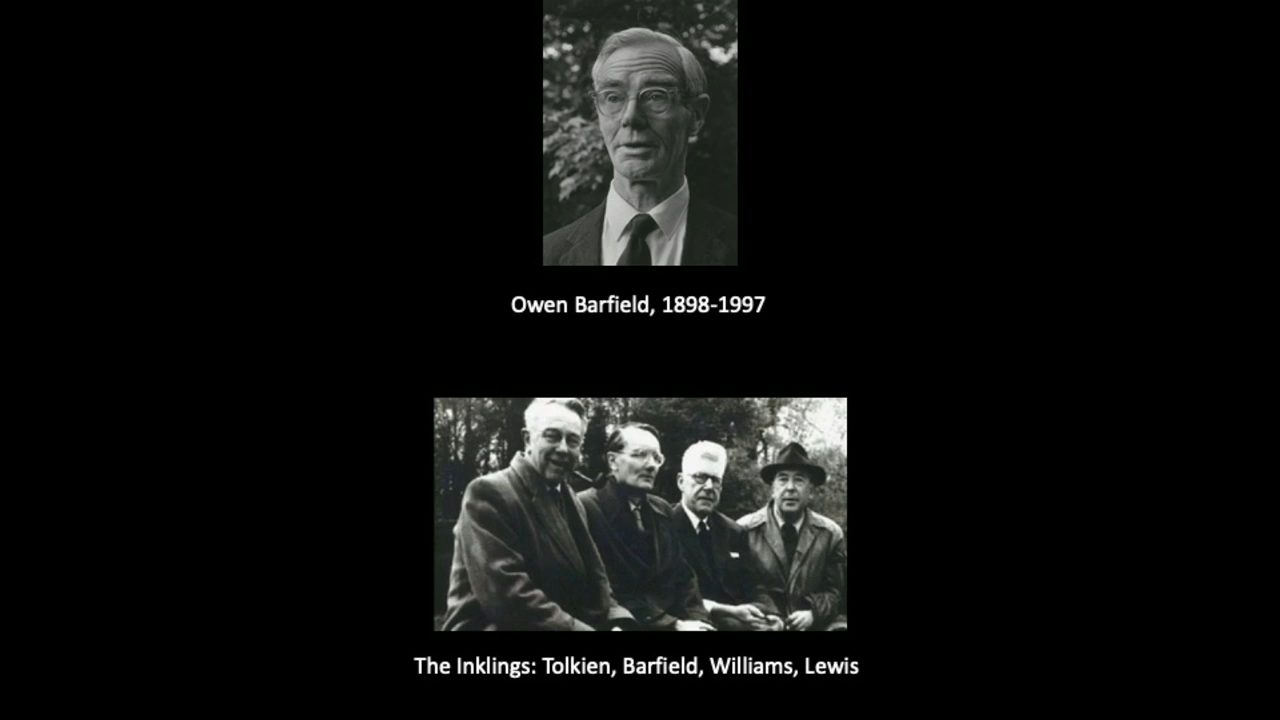 Owen Barfield, 1898-1997
The Inklings: Tolkien, Barfield, Williams, Lewis